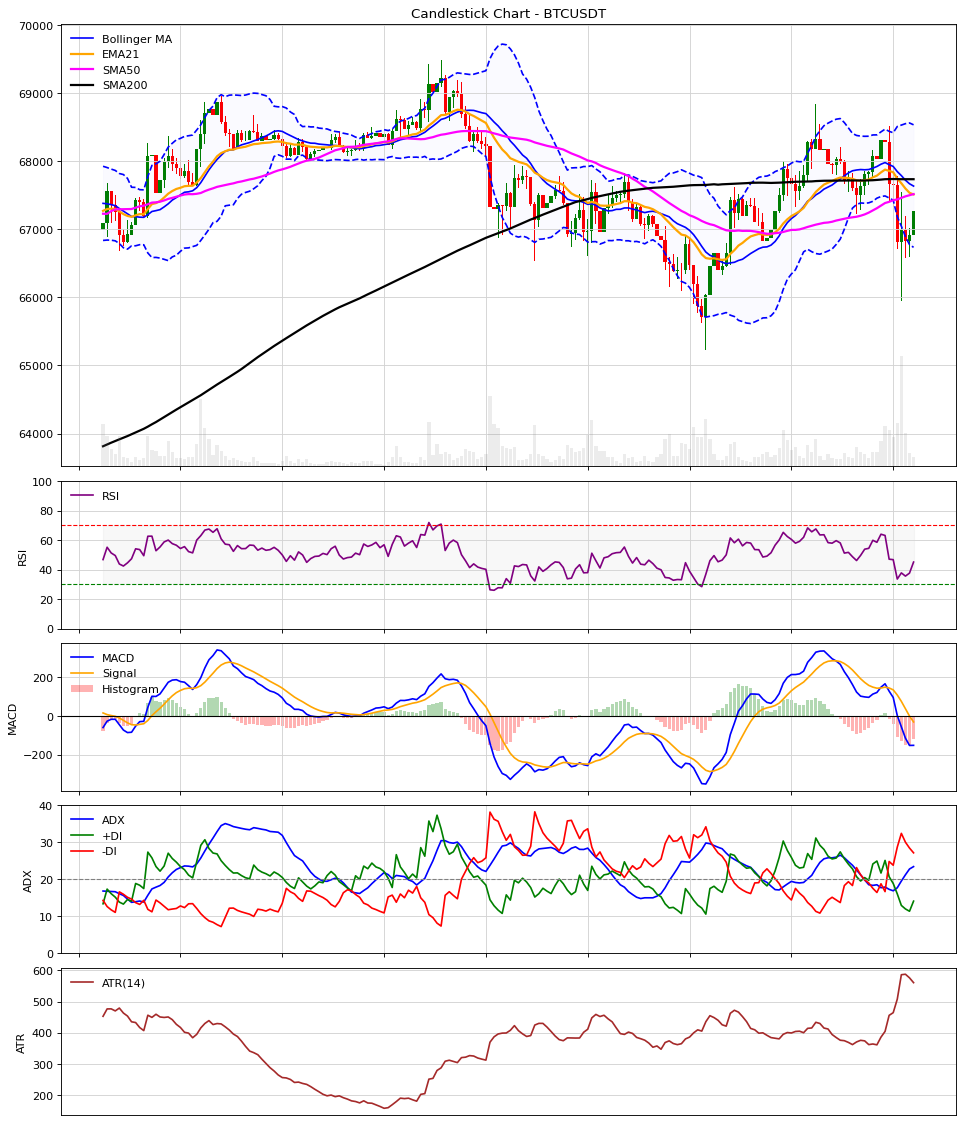 Candlestick Chart - BTCUSDT
70000
69000
68000
67000
66000
65000
64000
Bollinger MA
EMA21
SMA50
SMA200
100
80
60
40
20
0
RSI
RSI
200
0
−200
MACD
MACD
Signal
Histogram
40
30
20
10
0
ADX
ADX
+DI
-DI
600
500
400
300
200
ATR
ATR(14)